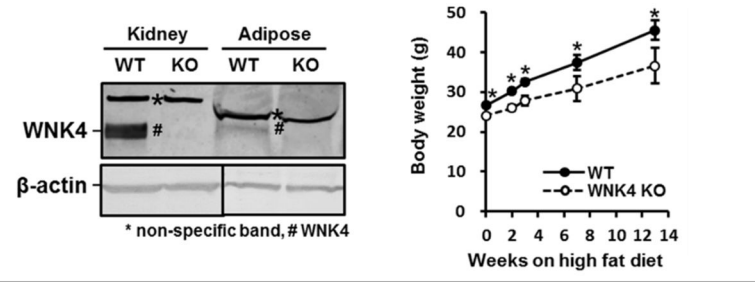 Kidney Adipose
WT KO WT KO
*
*
#
#
WNK4
β-actin
* non-specific band, # WNK4
Body weight (g)
50
40
30
20
10
0
* * * * *
WT
WNK4 KO
0 2 4 6 8 10 12 14
Weeks on high fat diet